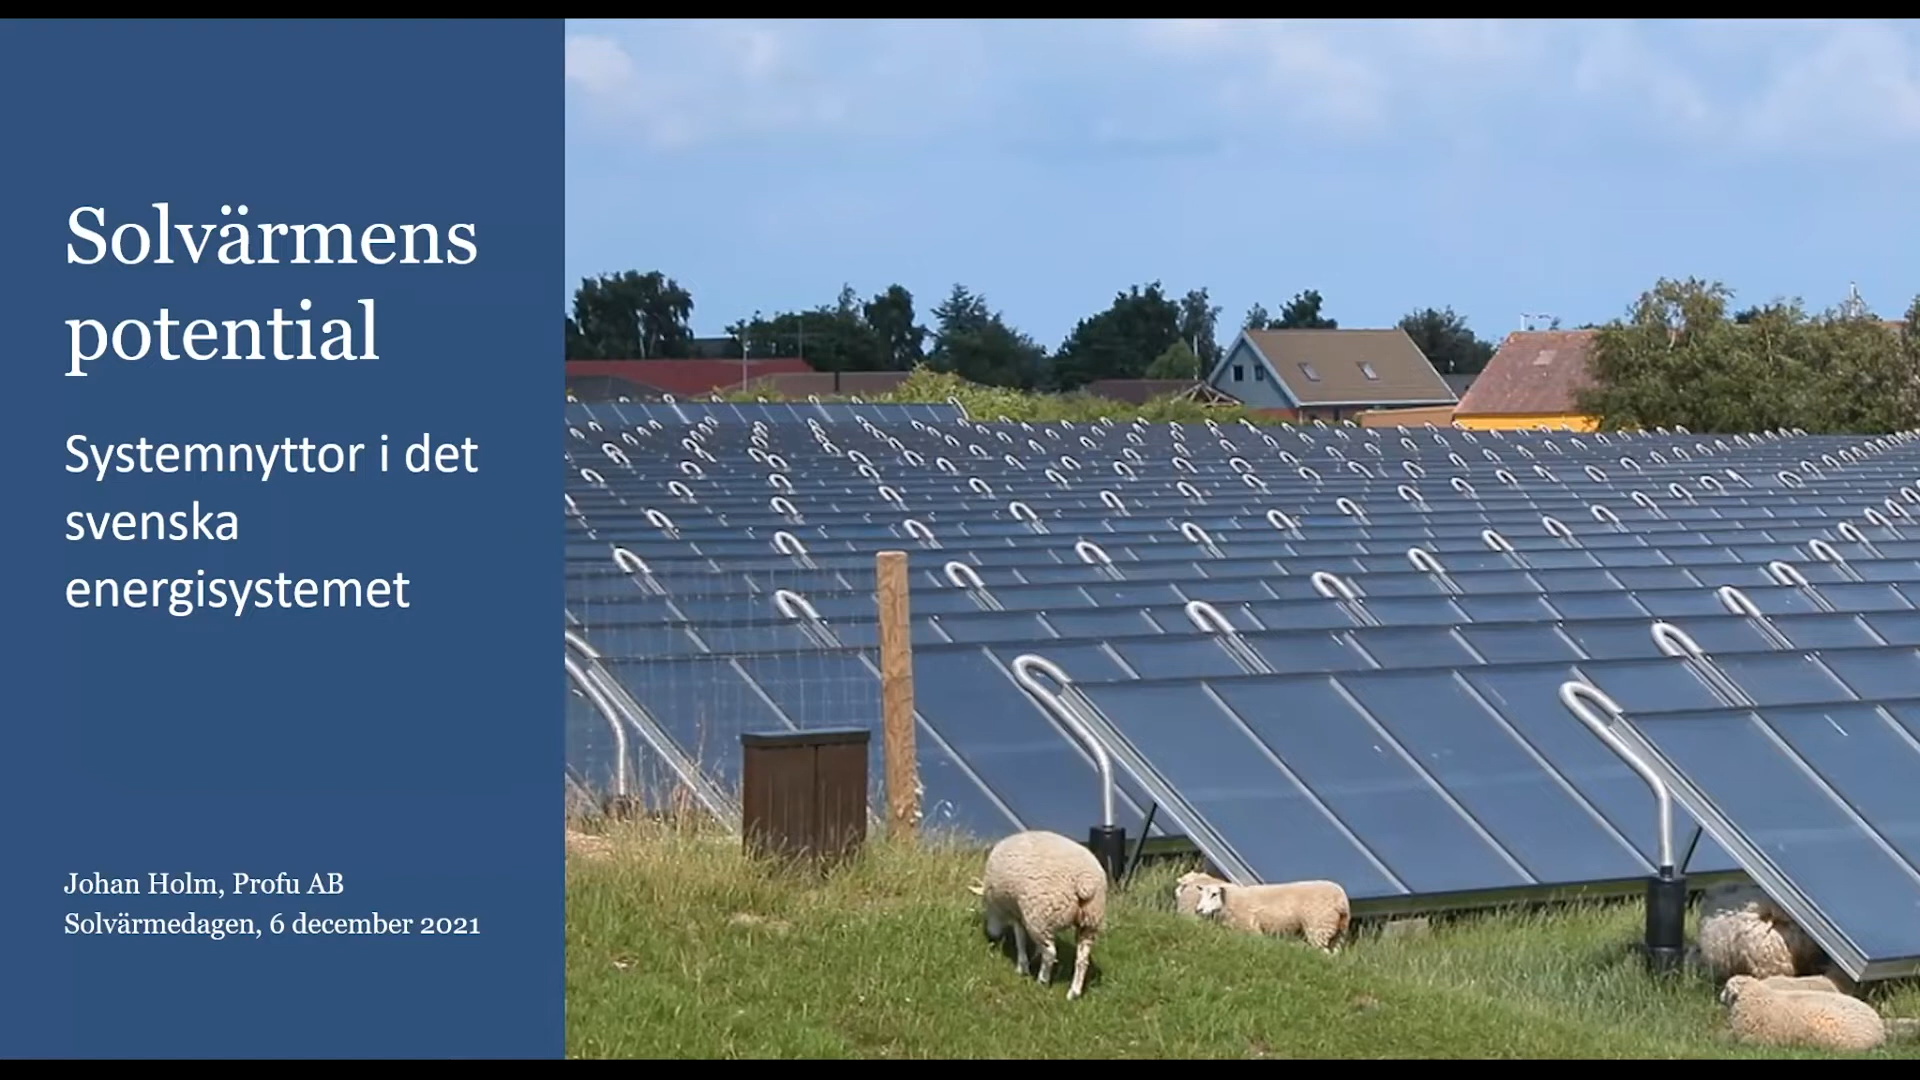 Solvärmens
potential
Systemnyttor i det
svenska
energisystemet
Johan Holm, Profu AB
Solvärmedagen, 6 december 2021